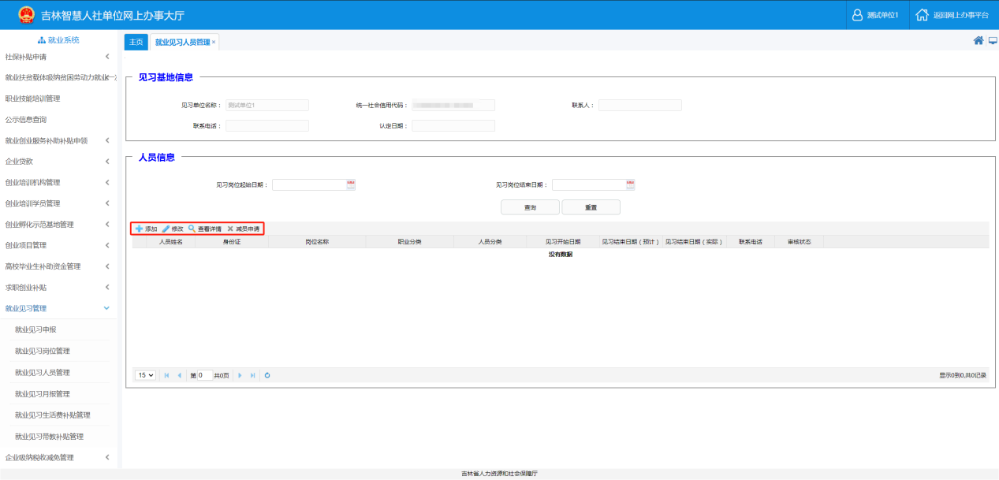 吉林智慧人社单位网上办事大厅
测试单位1
返回网上办事平台
就业系统
主页
就业见习人员管理
社保补贴申请
就业扶贫载体吸纳贫困劳动力就业一次
职业技能培训管理
公示信息查询
就业创业服务补助补贴申领
企业贷款
创业培训机构管理
创业培训学员管理
创业孵化示范基地管理
创业项目管理
高校毕业生补助资金管理
求职创业补贴
就业见习管理
就业见习申报
就业见习岗位管理
就业见习人员管理
就业见习月报管理
就业见习生活费补贴管理
就业见习带教补贴管理
企业吸纳税收减免管理
见习基地信息
见习单位名称： 测试单位1 统一社会信用代码： 联系人：
联系电话： 认定日期：
人员信息
见习岗位起始日期： 见习岗位结束日期：
查询 重置
添加 修改 查看详情 减员申请
人员姓名 身份证 岗位名称 职业分类 人员分类 见习开始日期 见习结束日期（预计） 见习结束日期（实际） 联系电话 审核状态
没有数据
15 第 0 共0页 显示0到0,共0记录
吉林省人力资源和社会保障厅